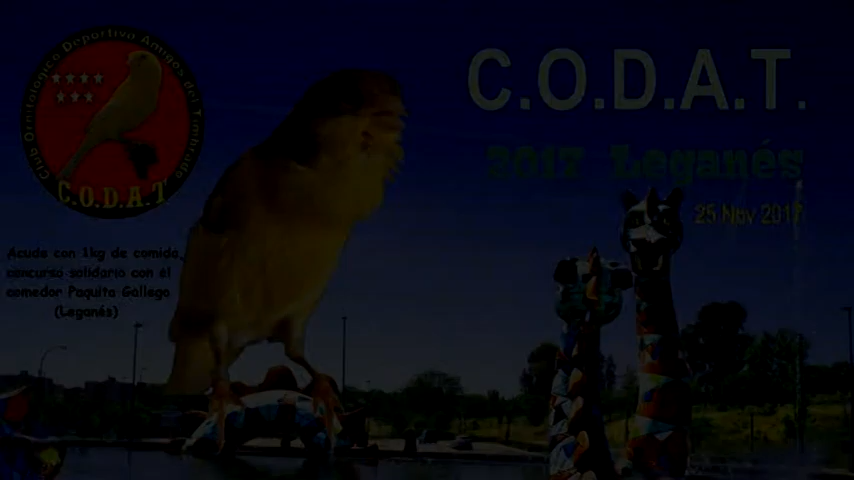 Club Ornitológico Deportivo Amigos del Timbrado
C.O.D.A.T
C.O.D.A.T.
2017 Leganés
25 Nov 2017
Acude con 1kg de comida,
concurso solidario con el
comedor Paquita Gallego
(Leganés)